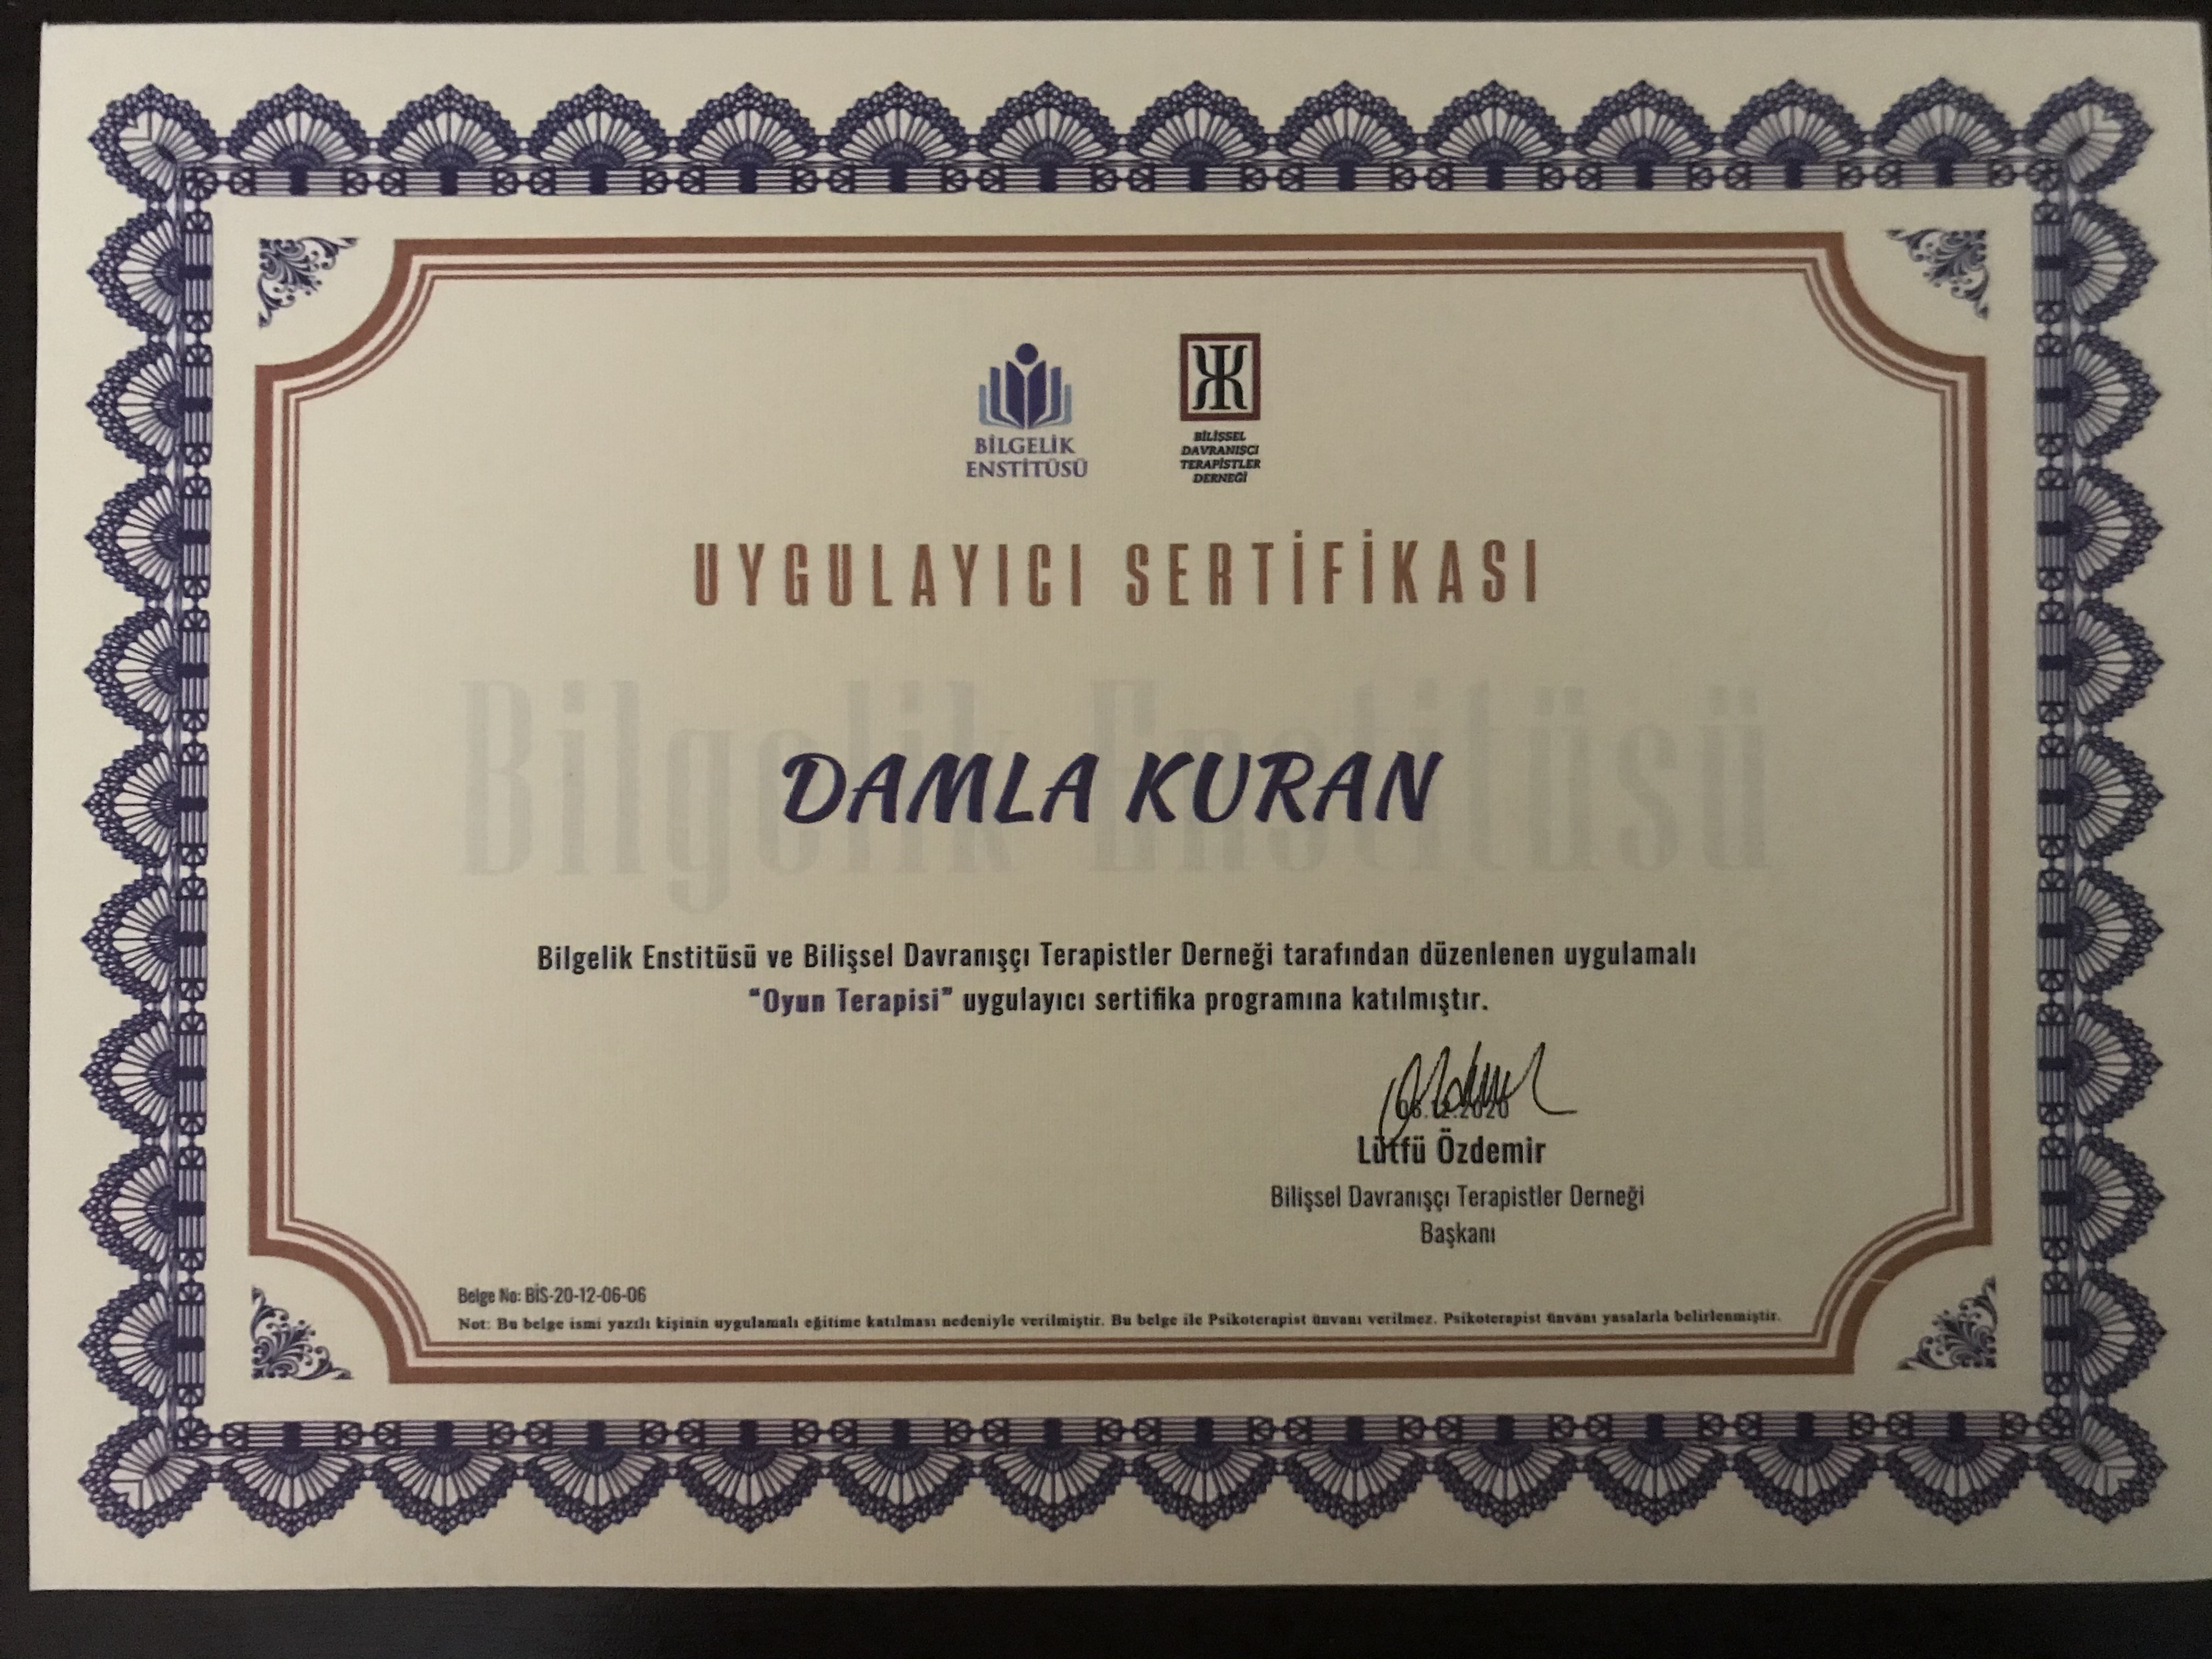 BİLGELİK
ENSTİTÜSÜ
BİLİŞSEL
DAVRANIŞCI
TERAPİSTLER
DERNEĞİ
UYGULAYICI SERTİFİKASI
Bilgelik Enstitüsü
DAMLA KURAN
Bilgelik Enstitüsü ve Bilişsel Davranışçı Terapistler Derneği tarafından düzenlenen uygulamalı
“Oyun Terapisi” uygulayıcı sertifika programına katılmıştır.
06.12.2020
Lütfü Özdemir
Bilişsel Davranışçı Terapistler Derneği
Başkanı
Belge No: BİS-20-12-06-06
Not: Bu belge ismi yazılı kişinin uygulamalı eğitime katılması nedeniyle verilmiştir. Bu belge ile Psikoterapist ünvanı verilmez. Psikoterapist ünvanı yasalarla belirlenmiştir.